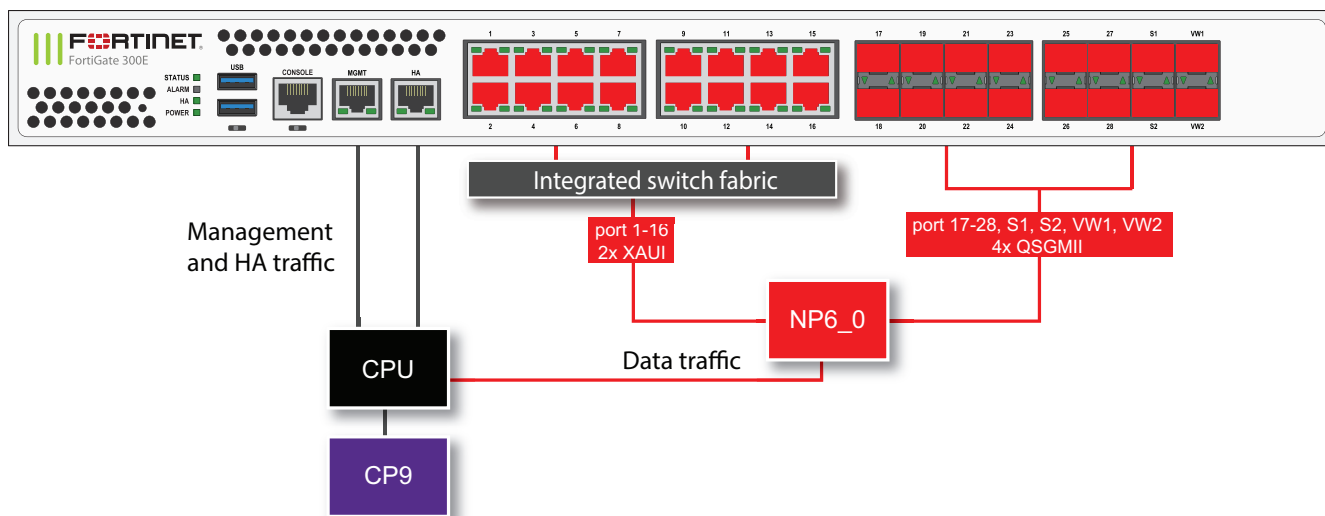 FORTINET
FortiGate 300E
STATUS
ALARM
HA
POWER
USB
CONSOLE
MGMT
HA
1 3 5 7
2 4 6 8
9 11 13 15
10 12 14 16
17 19 21 23
18 20 22 24
25 27 S1 VW1
26 28 S2 VW2
Integrated switch fabric
Management
and HA traffic
port 1-16
2x XAUI
port 17-28, S1, S2, VW1, VW2
4x QSGMII
NP6_0
CPU
Data traffic
CP9